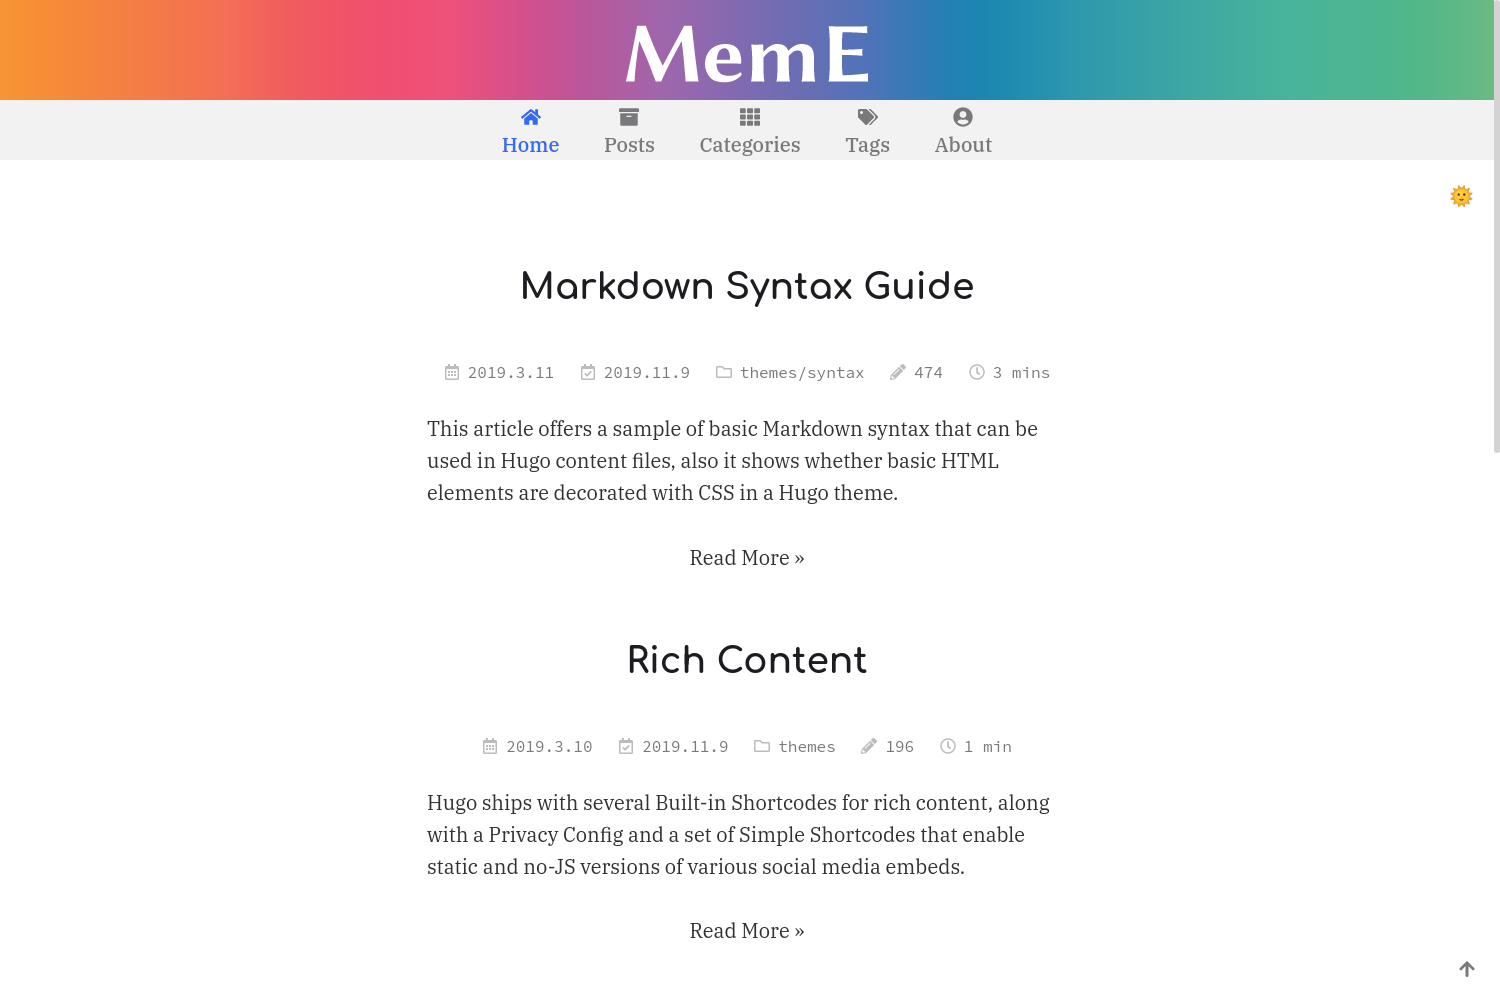 MemE
Home Posts Categories Tags About
Markdown Syntax Guide
2019.3.11 2019.11.9 themes/syntax 474 3 mins
This article offers a sample of basic Markdown syntax that can be
used in Hugo content files, also it shows whether basic HTML
elements are decorated with CSS in a Hugo theme.
Read More »
Rich Content
2019.3.10 2019.11.9 themes 196 1 min
Hugo ships with several Built-in Shortcodes for rich content, along
with a Privacy Config and a set of Simple Shortcodes that enable
static and no-JS versions of various social media embeds.
Read More »